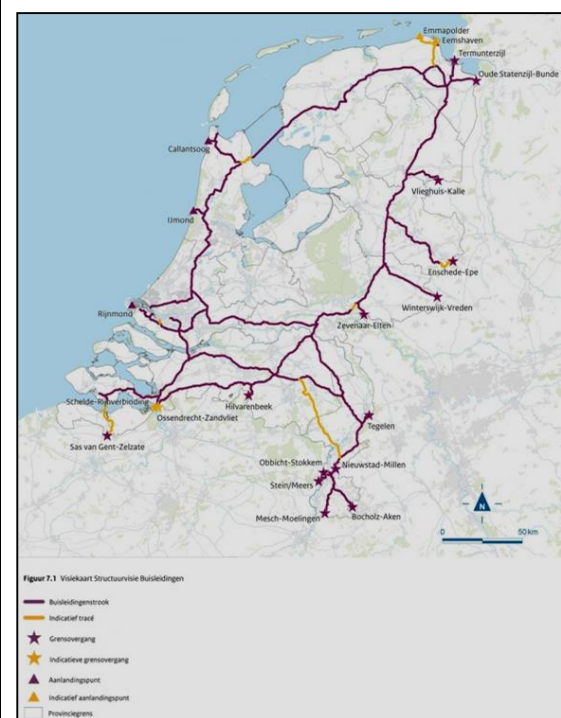 Emmapolder
Eemshaven
Termunterzijl
Oude Statenzijl-Bunde
Callantsoog
Vlieghuis-Kalle
IJmond
Enschede-Epe
Winterswijk-Vreden
Rijnmond
Zevenaar-Elten
Schelde-Rijnverbinding
Hilvarenbeek
Ossendrecht-Zandvliet
Tegelen
Sas van Gent-Zelzate
Obbicht-Stokkem
Nieuwstad-Millen
Stein/Meers
Mesch-Moelingen
Bocholz-Aken
N
0 50 km
Figuur 7.1 Visiekaart Structuurvisie Buisleidingen
Buisleidingenstrook
Indicatief tracé
Grensovergang
Indicatieve grensovergang
Aanlandingspunt
Indicatief aanlandingspunt
Provinciegrens